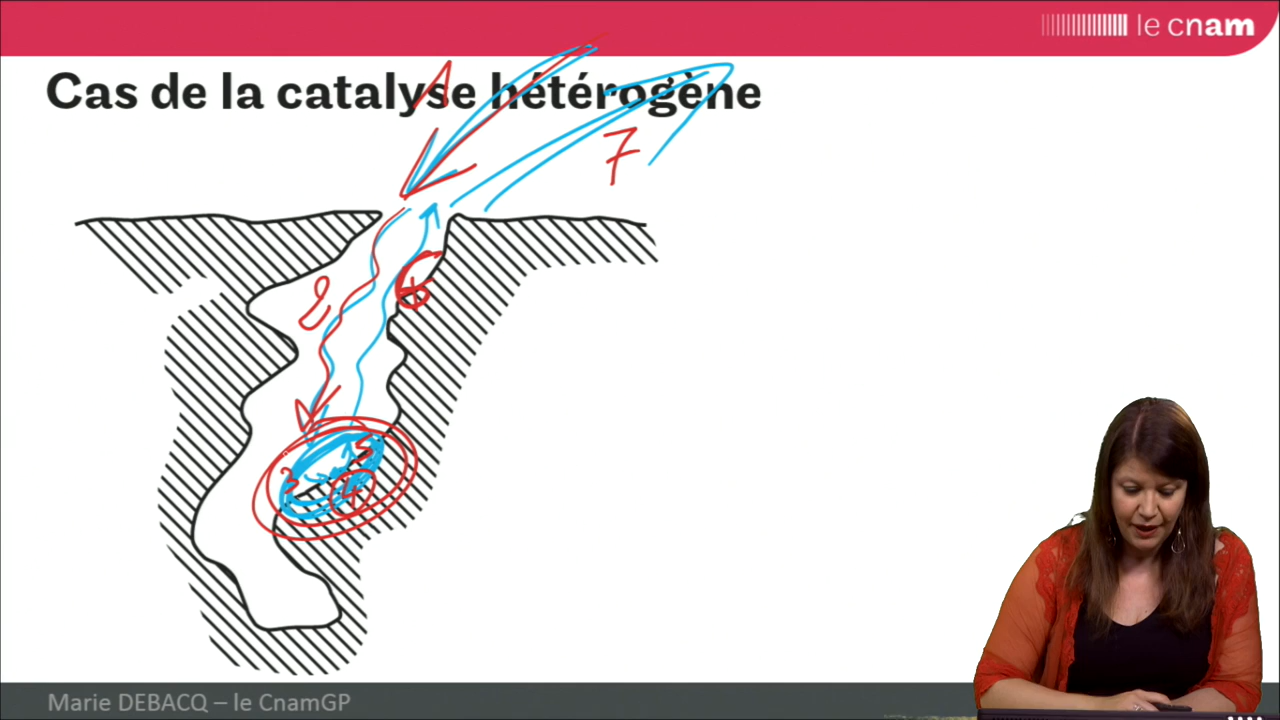 le cnam
Cas de la catalyse hétérogène
1
7
2
6
3
5
4
Marie DEBACQ – le CnamGP